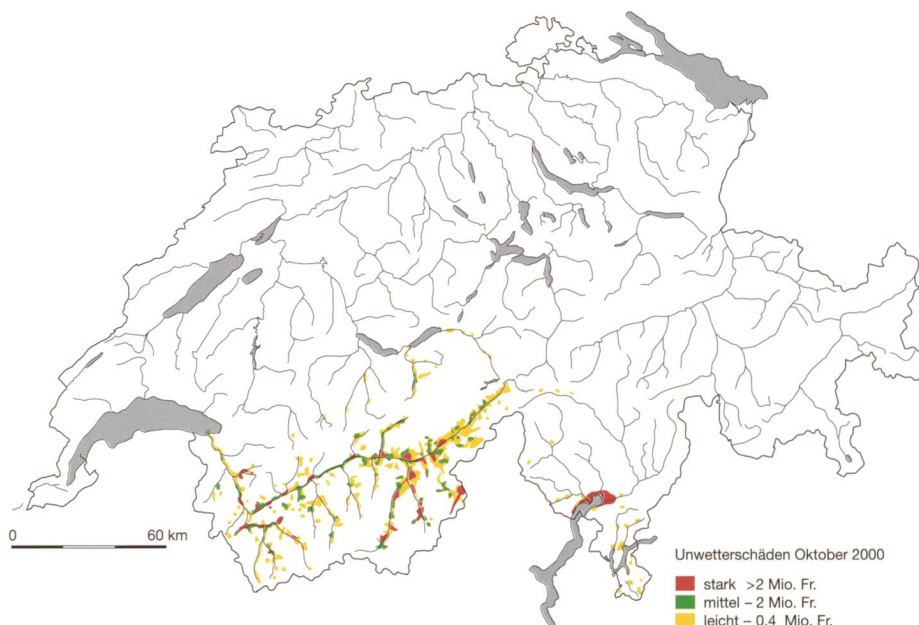 0 60 km
Unwetterschäden Oktober 2000
stark >2 Mio. Fr.
mittel – 2 Mio. Fr.
leicht – 0,4 Mio. Fr.